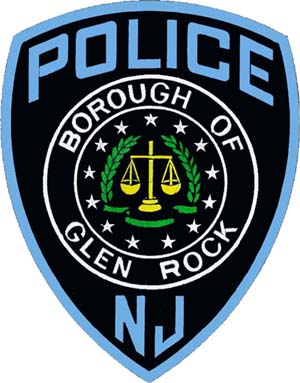 POLICE
BOROUGH OF
GLEN ROCK
NJ